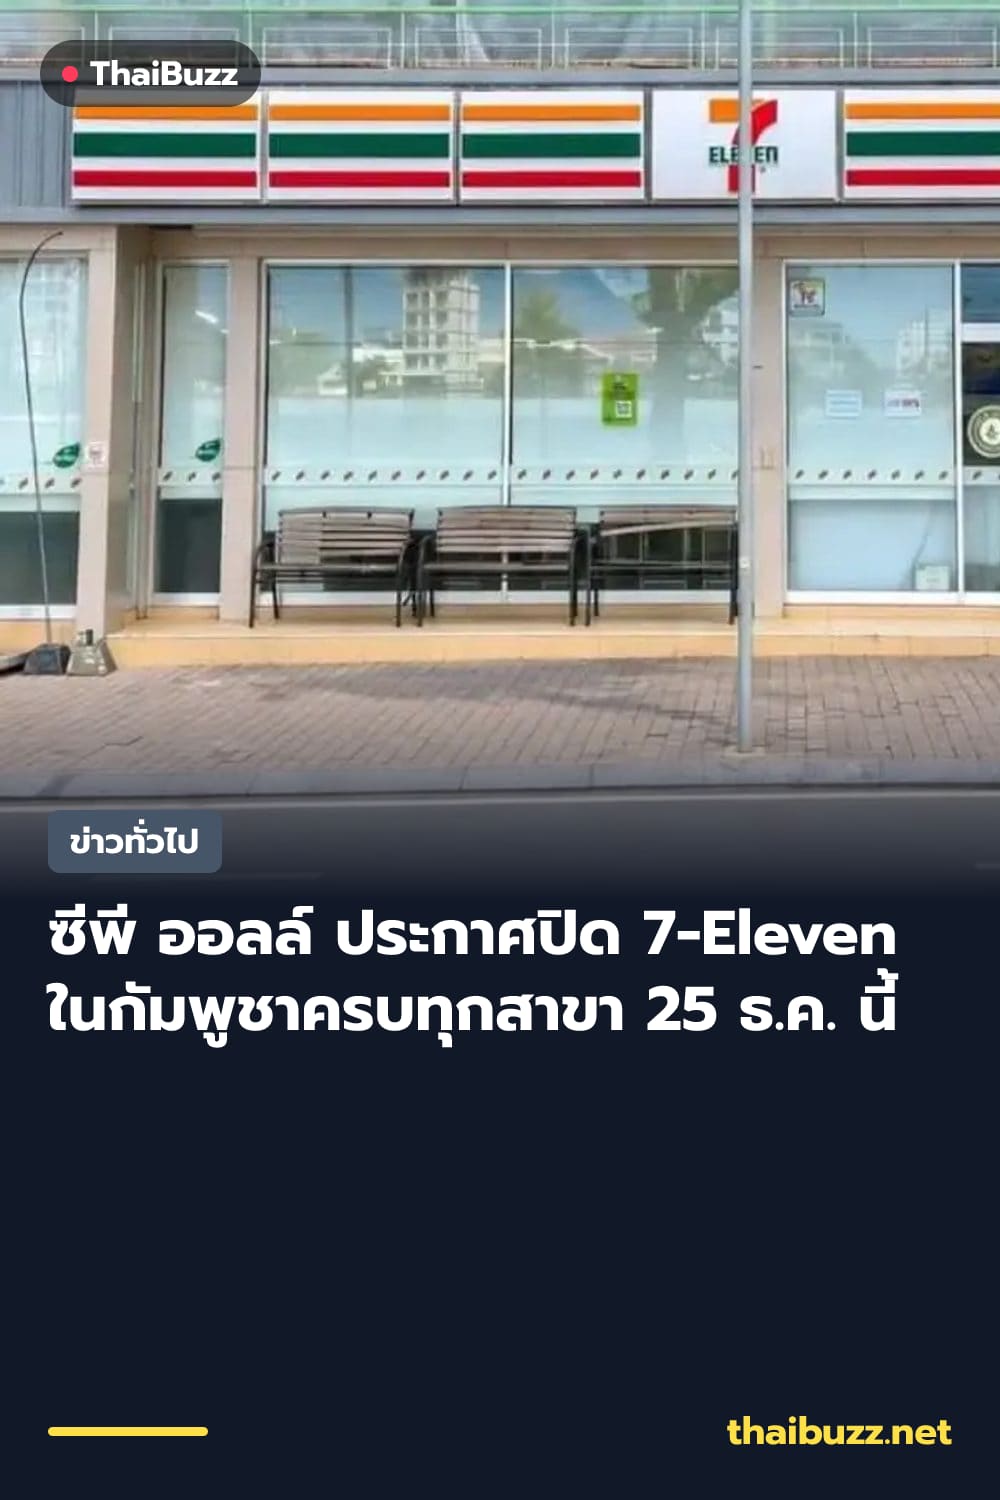 ThaiBuzz
7
ELEVEN
ข่าวทั่วไป
ซีพี ออลล์ ประกาศปิด 7-Eleven
ในกัมพูชาครบทุกสาขา 25 ธ.ค. นี้
thaibuzz.net